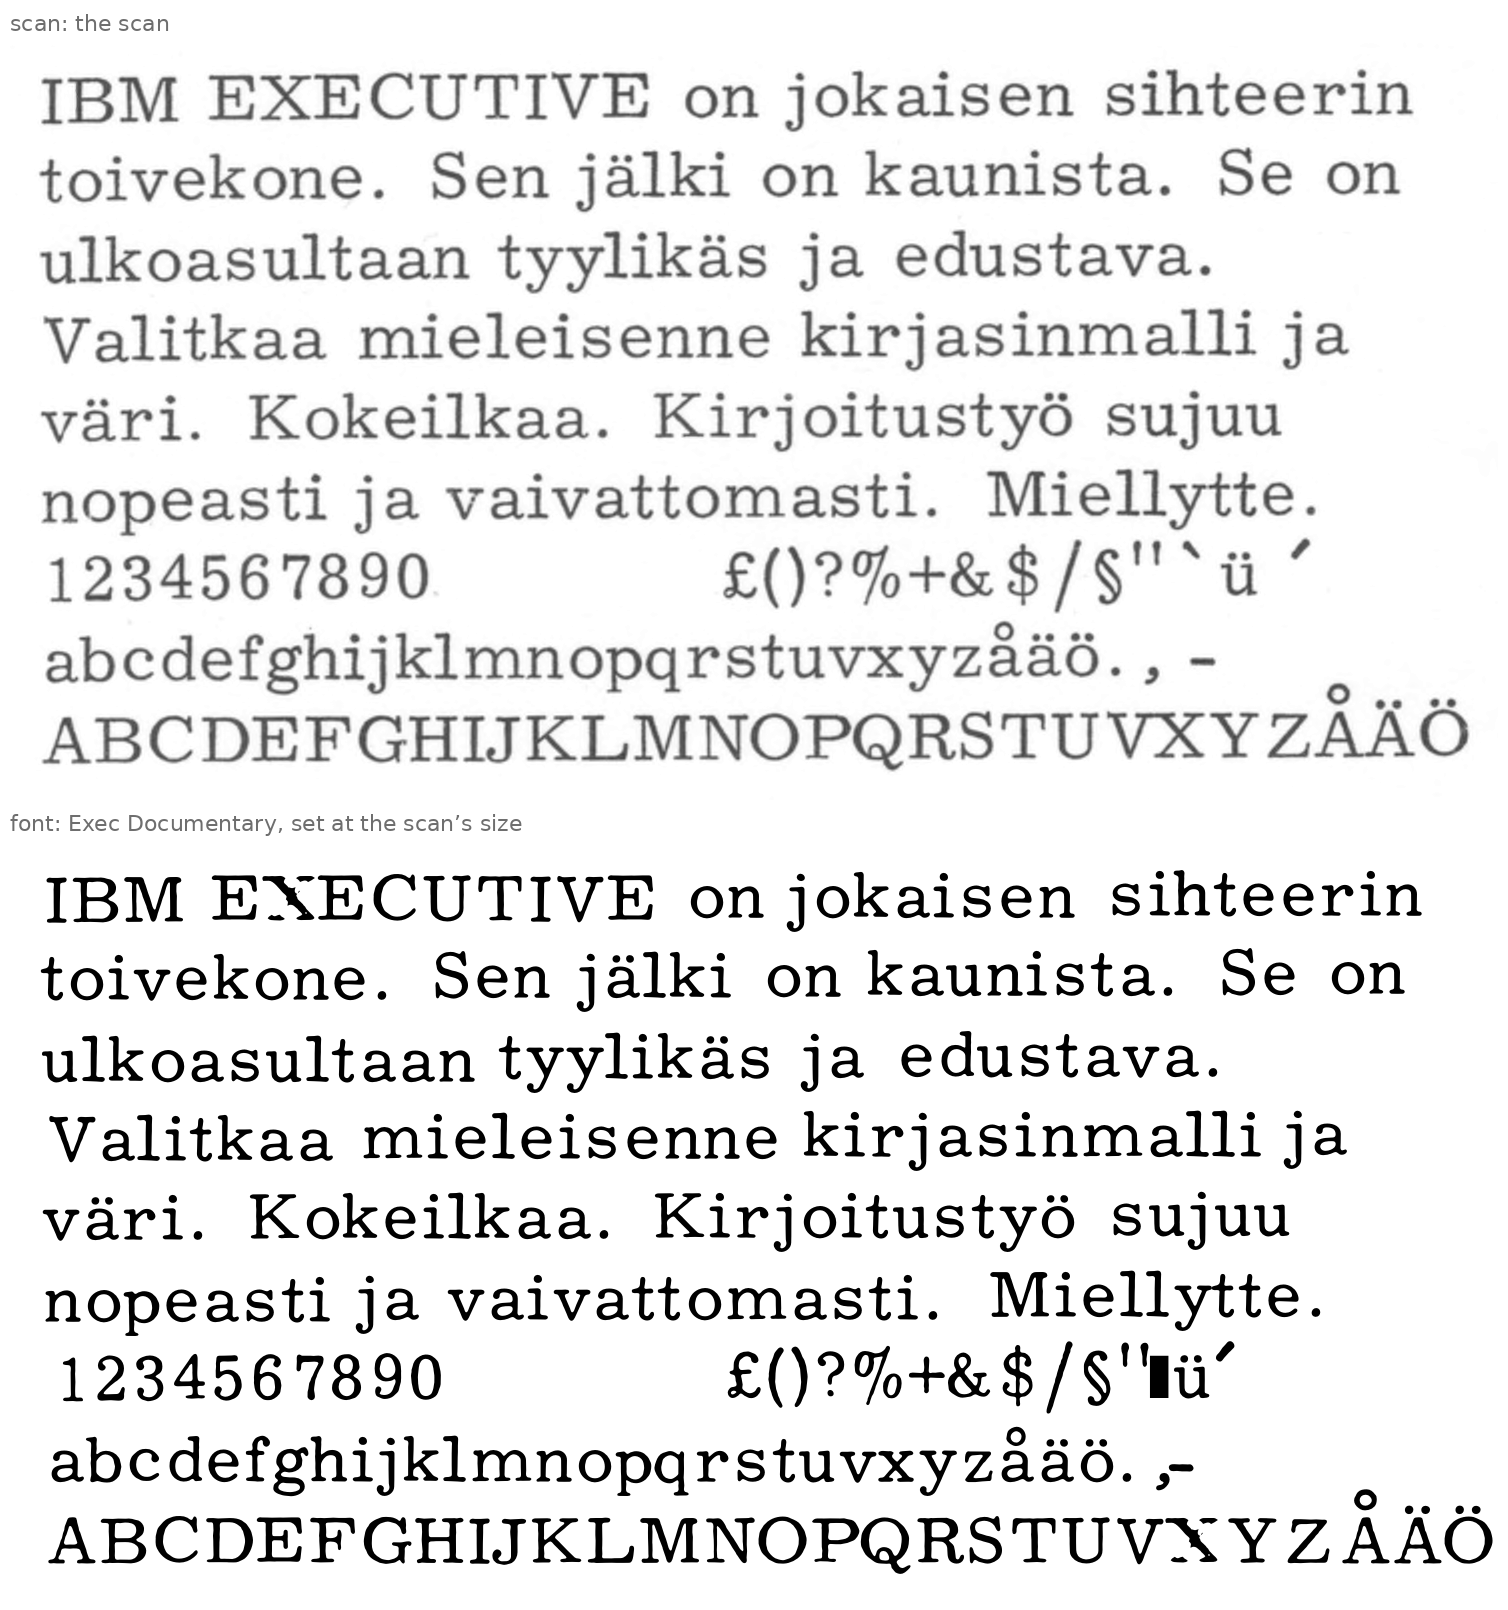 scan: the scan
IBM EXECUTIVE on jokaisen sihteerin
toivekone. Sen jälki on kaunista. Se on
ulkoasultaan tyylikäs ja edustava.
Valitkaa mieleisenne kirjasinmalli ja
väri. Kokeilkaa. Kirjoitustyö sujuu
nopeasti ja vaivattomasti. Miellytte.
1234567890 £()?%+&$/§"`ü ´
abcdefghijklmnopqrstuvxyzåäö., -
ABCDEFGHIJKLMNOPQRSTUVXYZÅÄÖ
font: Exec Documentary, set at the scan’s size
IBM EXECUTIVE on jokaisen sihteerin
toivekone. Sen jälki on kaunista. Se on
ulkoasultaan tyylikäs ja edustava.
Valitkaa mieleisenne kirjasinmalli ja
väri. Kokeilkaa. Kirjoitustyö sujuu
nopeasti ja vaivattomasti. Miellytte.
1234567890 £()?%+&$/§"ü´
abcdefghijklmnopqrstuvxyzåäö. ,-
ABCDEFGHIJKLMNOPQRSTUVXYZÅÄÖ